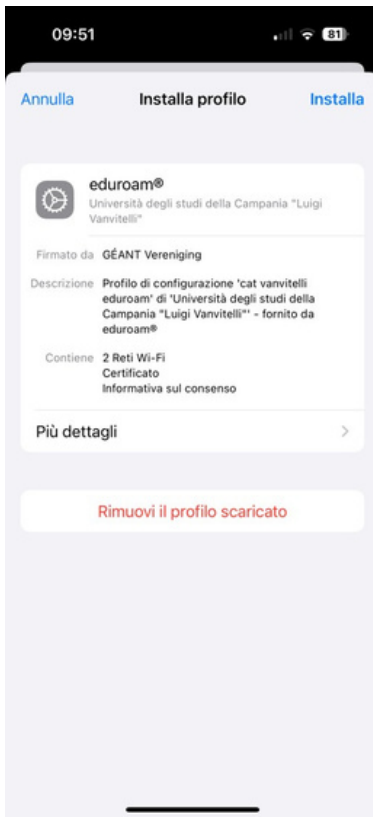 09:51
81
Annulla
Installa profilo
Installa
eduroam®
Università degli studi della Campania "Luigi
Vanvitelli"
Firmato da GÉANT Vereniging
Descrizione Profilo di configurazione 'cat vanvitelli
eduroam' di 'Università degli studi della
Campania "Luigi Vanvitelli"' - fornito da
eduroam®
Contiene 2 Reti Wi-Fi
Certificato
Informativa sul consenso
Più dettagli
Rimuovi il profilo scaricato